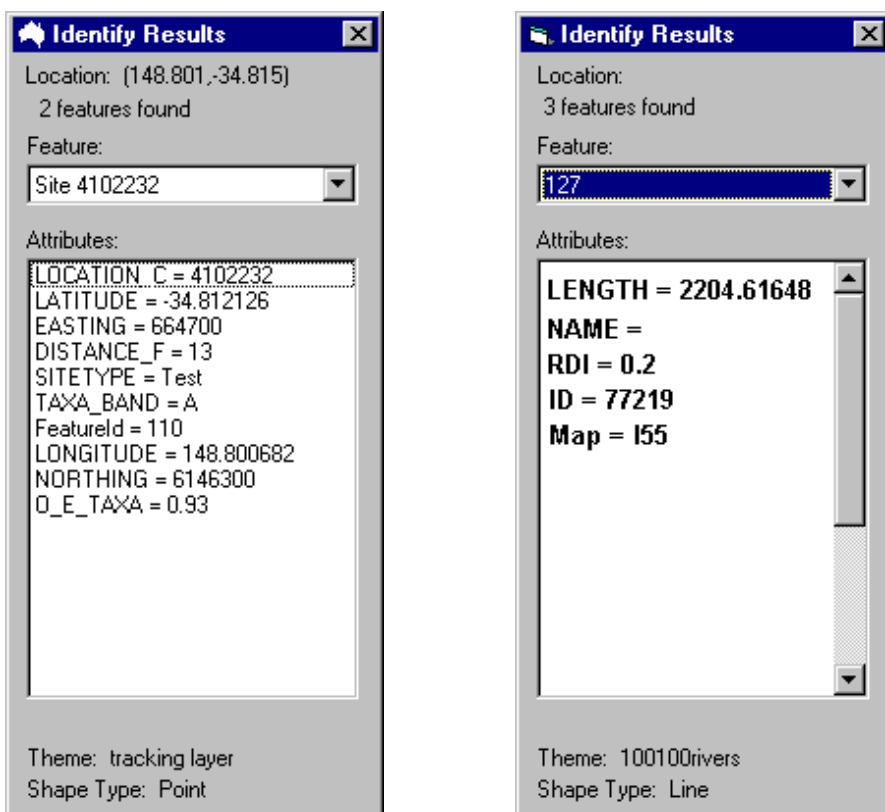 Identify Results
Location: (148.801,-34.815)
2 features found
Feature:
Site 4102232
Attributes:
LOCATION_C = 4102232
LATITUDE = -34.812126
EASTING = 664700
DISTANCE_F = 13
SITETYPE = Test
TAXA_BAND = A
FeatureId = 110
LONGITUDE = 148.800682
NORTHING = 6146300
O_E_TAXA = 0.93
Theme: tracking layer
Shape Type: Point
Identify Results
Location:
3 features found
Feature:
127
Attributes:
LENGTH = 2204.61648
NAME =
RDI = 0.2
ID = 77219
Map = I55
Theme: 100100rivers
Shape Type: Line